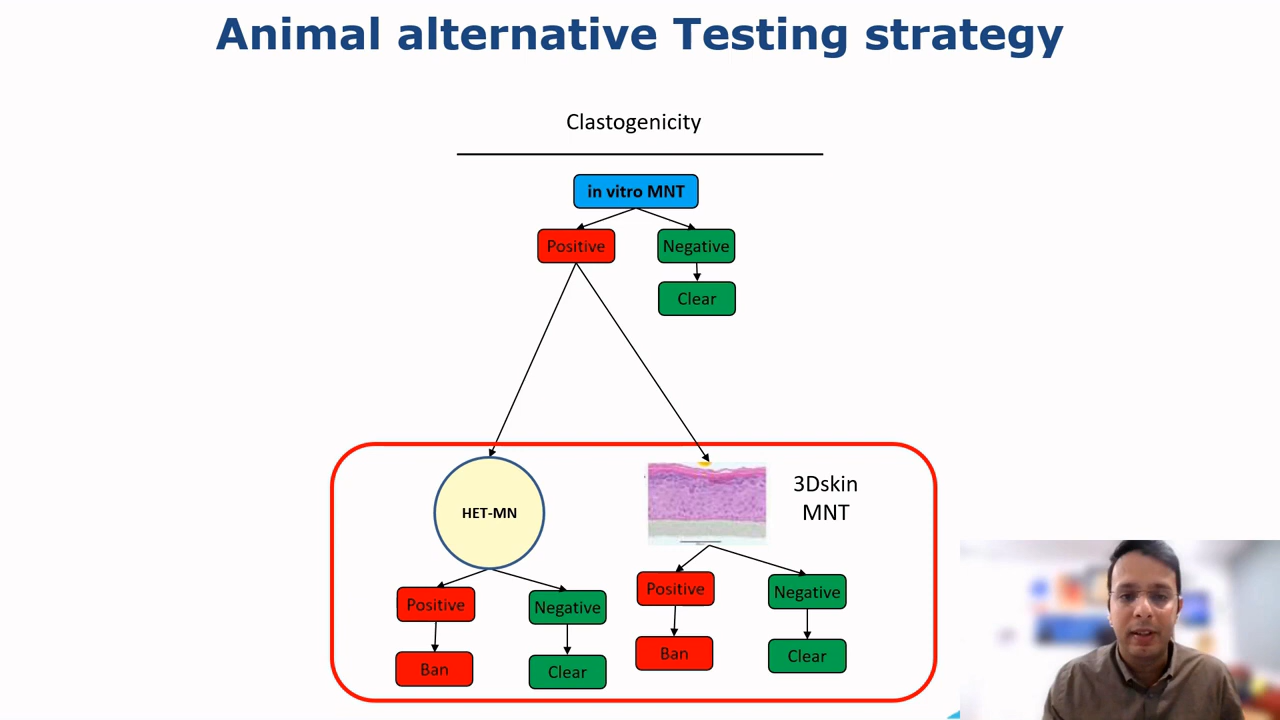 Animal alternative Testing strategy
Clastogenicity
in vitro MNT
Positive
Negative
Clear
HET-MN
3Dskin
MNT
Positive
Negative
Positive
Negative
Ban
Clear
Ban
Clear